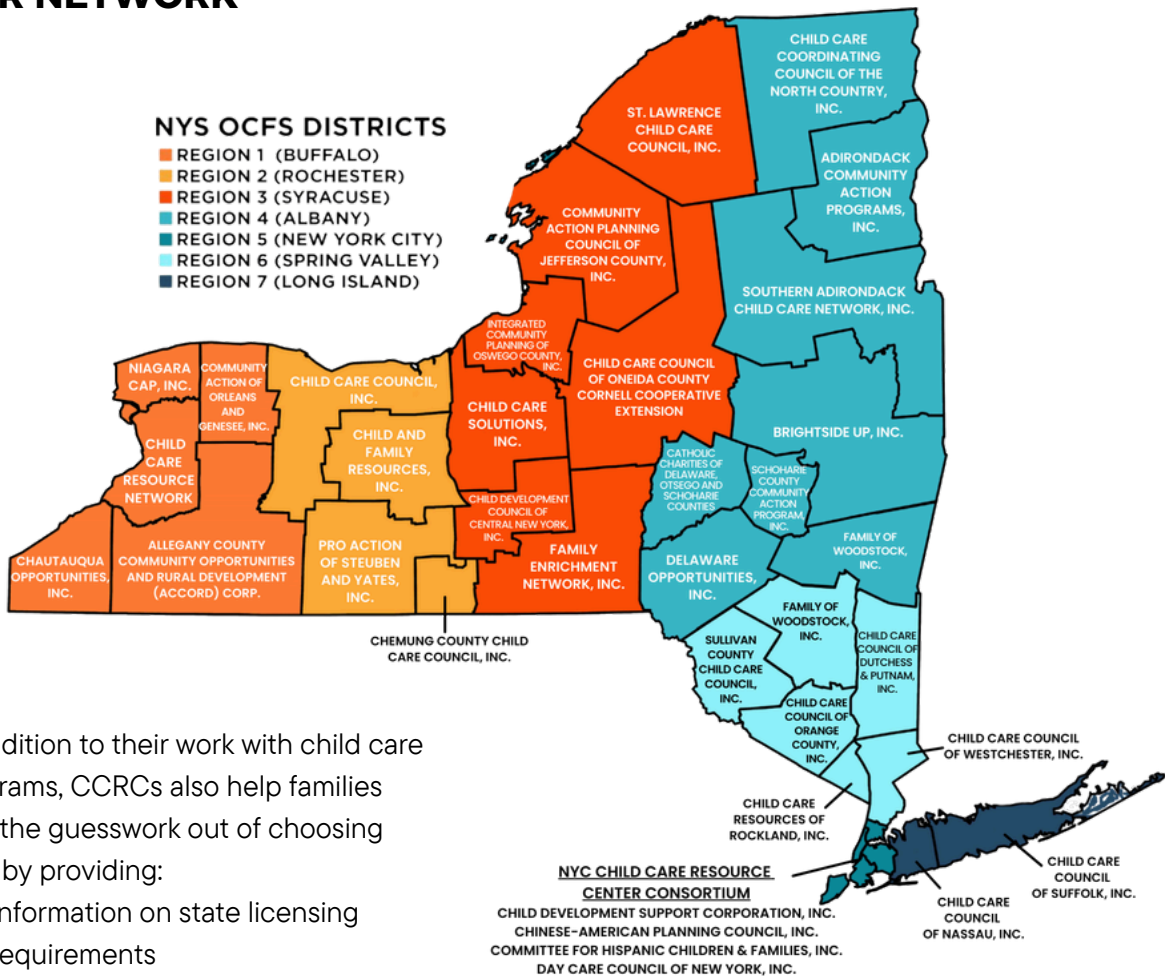 R NETWORK
NYS OCFS DISTRICTS
REGION 1 (BUFFALO)
REGION 2 (ROCHESTER)
REGION 3 (SYRACUSE)
REGION 4 (ALBANY)
REGION 5 (NEW YORK CITY)
REGION 6 (SPRING VALLEY)
REGION 7 (LONG ISLAND)
CHILD CARE
COORDINATING
COUNCIL OF THE
NORTH COUNTRY,
INC.
ST. LAWRENCE
CHILD CARE
COUNCIL, INC.
ADIRONDACK
COMMUNITY
ACTION
PROGRAMS,
INC.
COMMUNITY
ACTION PLANNING
COUNCIL OF
JEFFERSON COUNTY,
INC.
SOUTHERN ADIRONDACK
CHILD CARE NETWORK, INC.
INTEGRATED
COMMUNITY
PLANNING OF
OSWEGO COUNTY,
INC.
CHILD CARE COUNCIL
OF ONEIDA COUNTY
CORNELL COOPERATIVE
EXTENSION
NIAGARA
CAP, INC.
COMMUNITY
ACTION OF
ORLEANS
AND
GENESEE, INC.
CHILD CARE COUNCIL,
INC.
CHILD CARE
SOLUTIONS,
INC.
CHILD AND
FAMILY
RESOURCES,
INC.
CHILD
CARE
RESOURCE
NETWORK
BRIGHTSIDE UP, INC.
CATHOLIC
CHARITIES OF
DELAWARE,
OTSEGO AND
SCHOHARIE
COUNTIES
SCHOHARIE
COUNTY
COMMUNITY
ACTION
PROGRAM,
INC.
CHILD DEVELOPMENT
COUNCIL OF
CENTRAL NEW YORK,
INC.
CHAUTAUQUA
OPPORTUNITIES,
INC.
ALLEGANY COUNTY
COMMUNITY OPPORTUNITIES
AND RURAL DEVELOPMENT
(ACCORD) CORP.
PRO ACTION
OF STEUBEN
AND YATES,
INC.
FAMILY
ENRICHMENT
NETWORK, INC.
DELAWARE
OPPORTUNITIES,
INC.
FAMILY OF
WOODSTOCK,
INC.
CHEMUNG COUNTY CHILD
CARE COUNCIL, INC.
FAMILY OF
WOODSTOCK,
INC.
SULLIVAN
COUNTY
CHILD CARE
COUNCIL,
INC.
CHILD CARE
COUNCIL OF
DUTCHESS
& PUTNAM,
INC.
CHILD CARE
COUNCIL OF
ORANGE
COUNTY,
INC.
CHILD CARE COUNCIL
OF WESTCHESTER, INC.
CHILD CARE
RESOURCES OF
ROCKLAND, INC.
CHILD CARE
COUNCIL
OF SUFFOLK, INC.
CHILD CARE
COUNCIL
OF NASSAU, INC.
NYC CHILD CARE RESOURCE
CENTER CONSORTIUM
CHILD DEVELOPMENT SUPPORT CORPORATION, INC.
CHINESE-AMERICAN PLANNING COUNCIL, INC.
COMMITTEE FOR HISPANIC CHILDREN & FAMILIES, INC.
DAY CARE COUNCIL OF NEW YORK, INC.
dition to their work with child care
rams, CCRCs also help families
the guesswork out of choosing
by providing:
nformation on state licensing
equirements